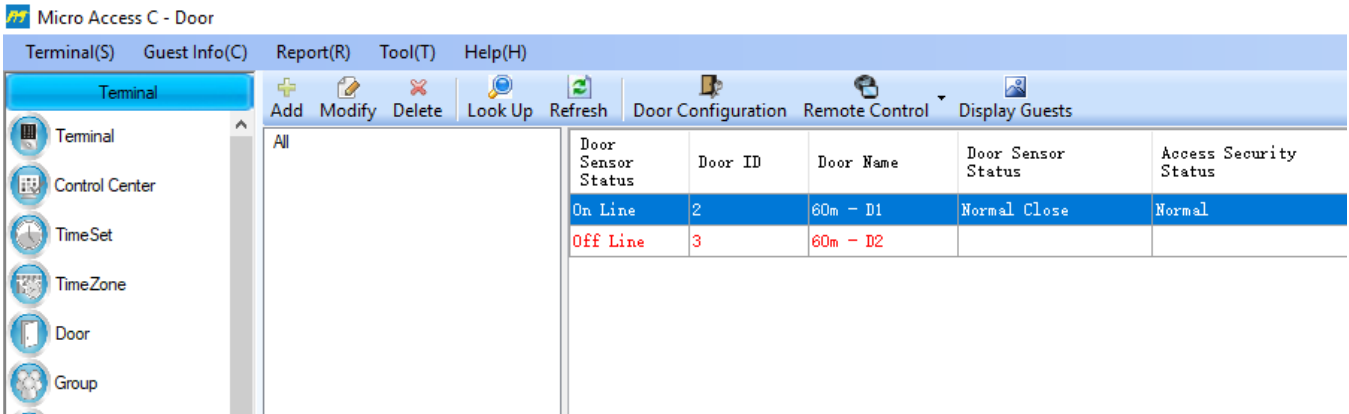 Micro Access C - Door
Terminal(S) Guest Info(C) Report(R) Tool(T) Help(H)
Terminal
Add Modify Delete Look Up Refresh Door Configuration Remote Control Display Guests
Terminal
Control Center
TimeSet
TimeZone
Door
Group
All
Door Sensor Status Door ID Door Name Door Sensor Status Access Security Status
On Line 2 60m - D1 Normal Close Normal
Off Line 3 60m - D2